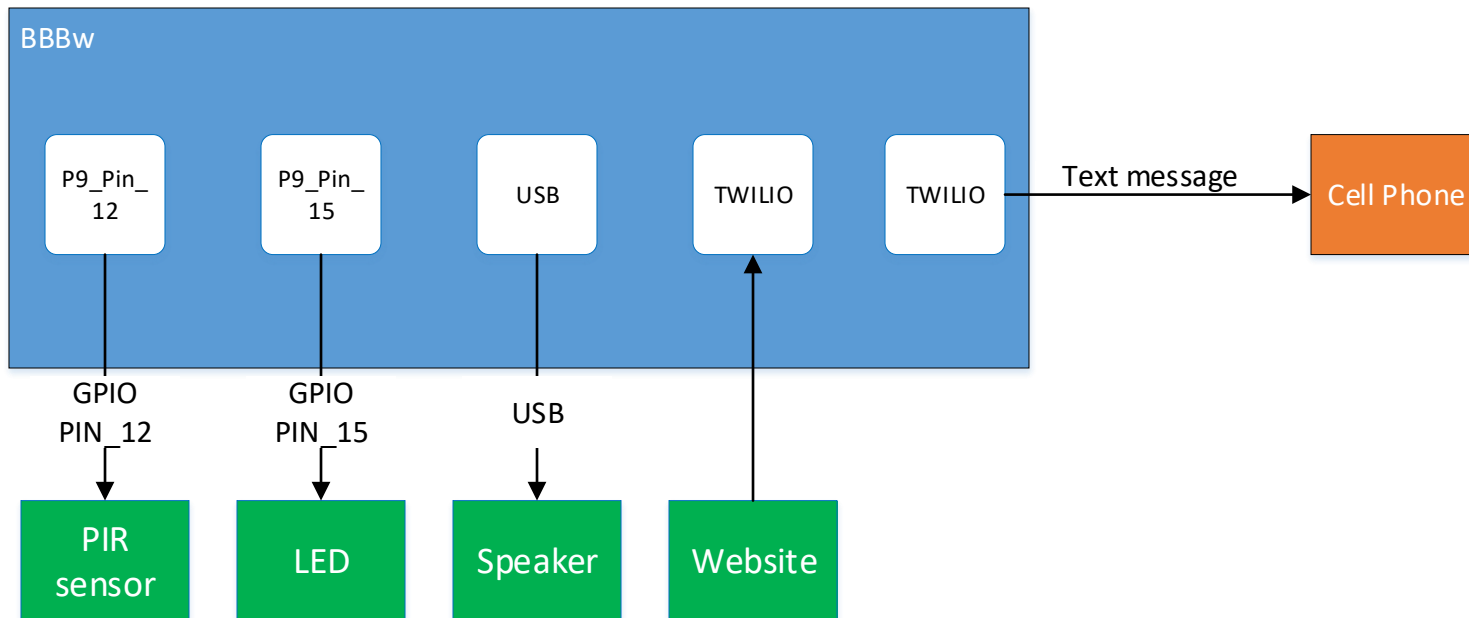 BBBw
P9_Pin_
12
P9_Pin_
15
USB
TWILIO
TWILIO
Text message
Cell Phone
GPIO
PIN_12
GPIO
PIN_15
USB
PIR
sensor
LED
Speaker
Website